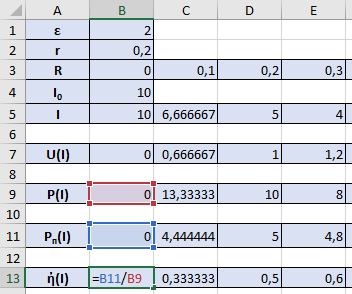 A B C D E
1 ε 2
2 r 0,2
3 R 0 0,1 0,2 0,3
4 I₀ 10
5 I 10 6,666667 5 4
6
7 U(I) 0 0,666667 1 1,2
8
9 P(I) 0 13,33333 10 8
10
11 Pₙ(I) 0 4,444444 5 4,8
12
13 ή(I) =B11/B9 0,333333 0,5 0,6